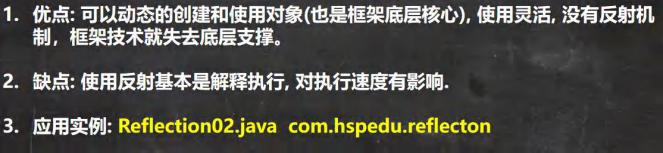 1. 优点: 可以动态的创建和使用对象(也是框架底层核心), 使用灵活, 没有反射机
制，框架技术就失去底层支撑。
2. 缺点: 使用反射基本是解释执行, 对执行速度有影响.
3. 应用实例: Reflection02.java com.hspedu.reflecton